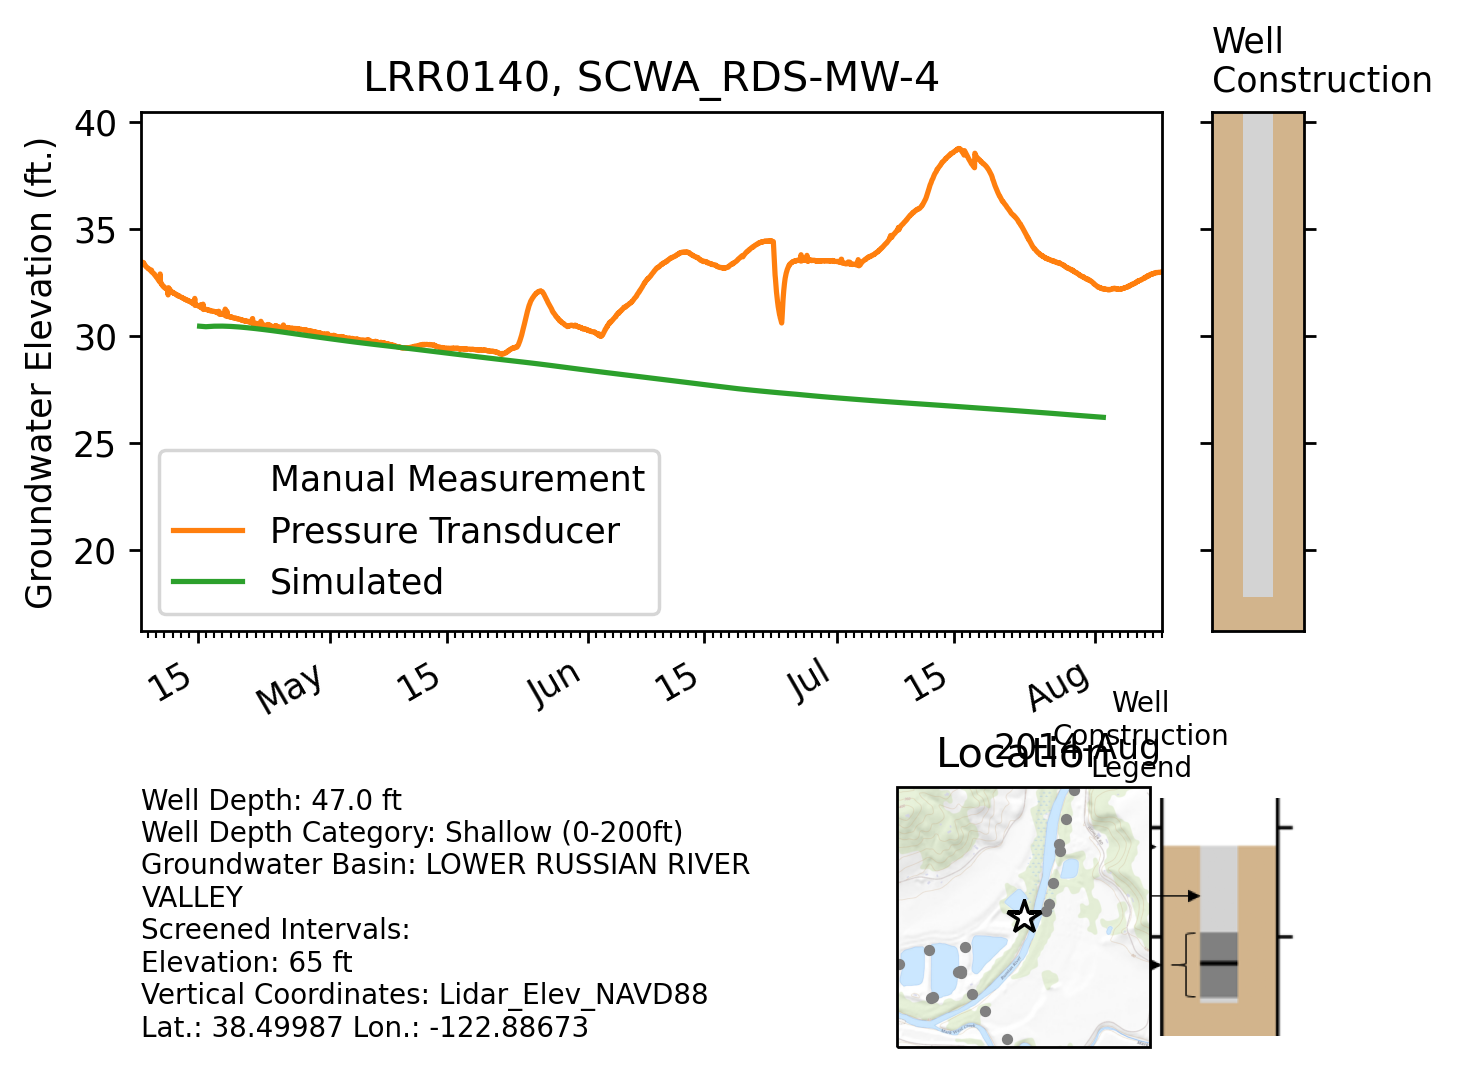 Well
Construction
LRR0140, SCWA_RDS-MW-4
Groundwater Elevation (ft.)
40
35
30
25
20
Manual Measurement
Pressure Transducer
Simulated
15
May
15
Jun
15
Jul
15
Aug
2014-Aug
Well
Construction
Legend
Location
Well Depth: 47.0 ft
Well Depth Category: Shallow (0-200ft)
Groundwater Basin: LOWER RUSSIAN RIVER
VALLEY
Screened Intervals:
Elevation: 65 ft
Vertical Coordinates: Lidar_Elev_NAVD88
Lat.: 38.49987 Lon.: -122.88673